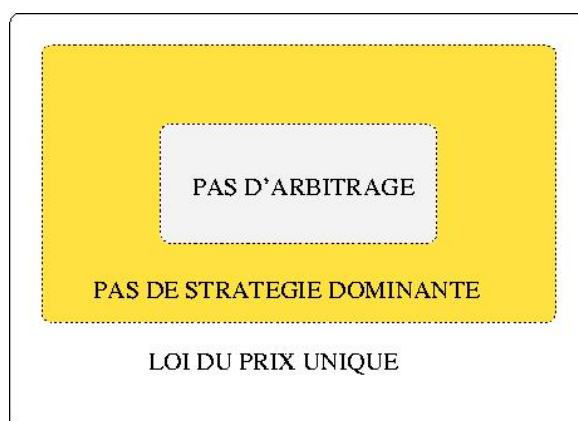 PAS D'ARBITRAGE
PAS DE STRATEGIE DOMINANTE
LOI DU PRIX UNIQUE